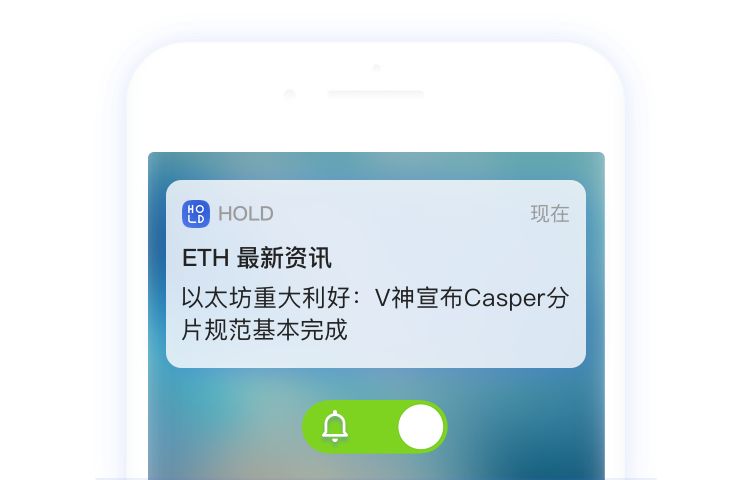 HO
LD
HOLD
现在
ETH 最新资讯
以太坊重大利好：V神宣布Casper分
片规范基本完成